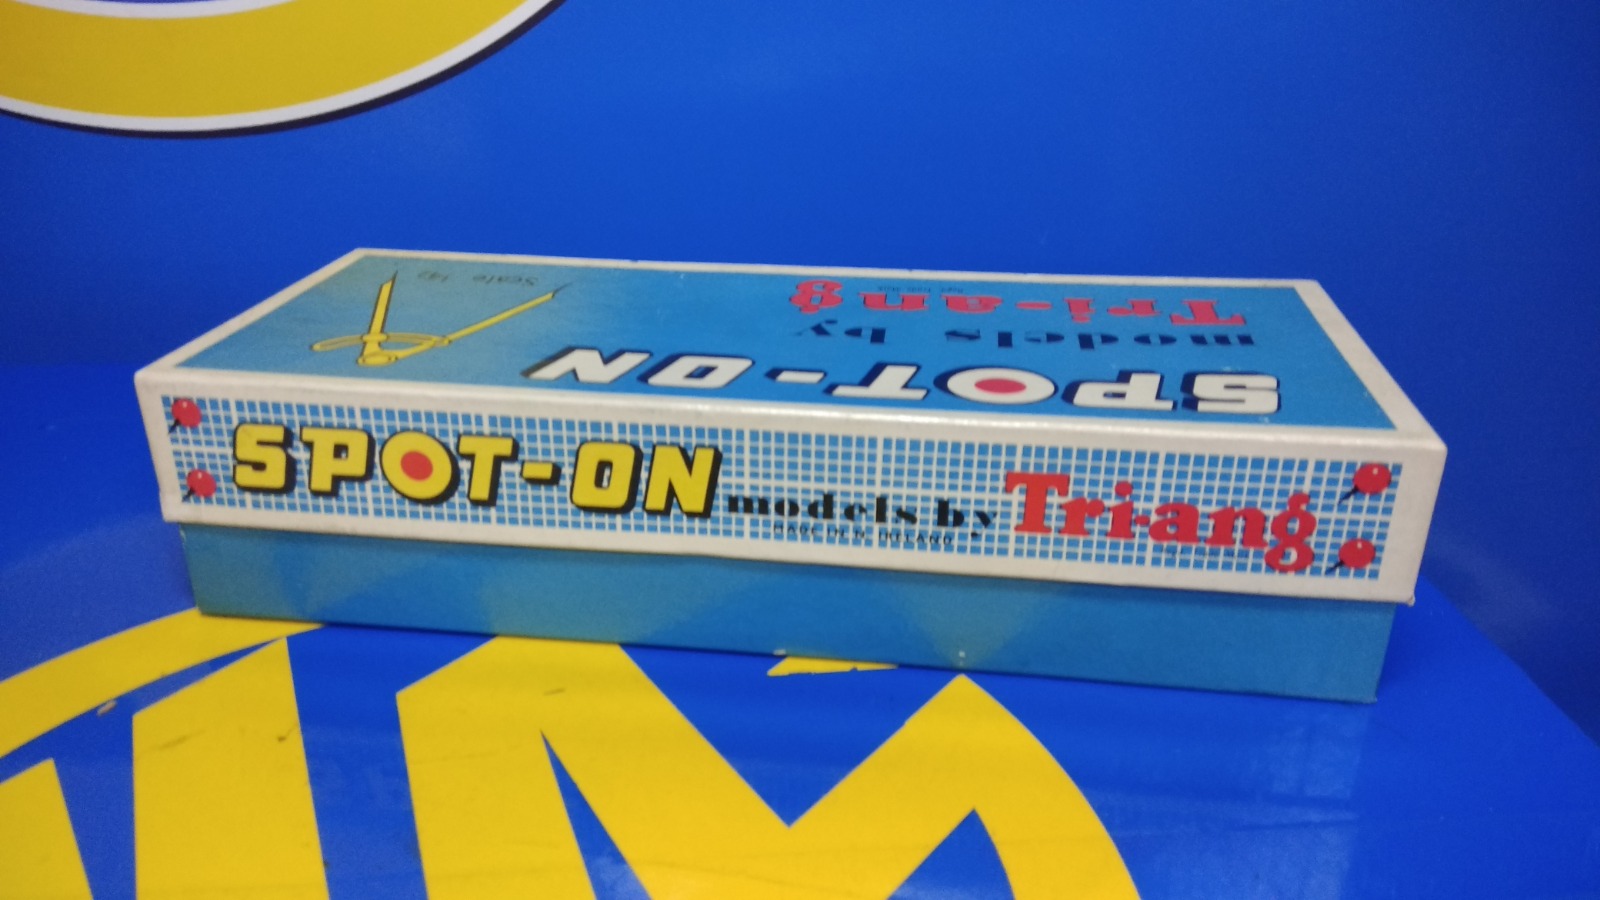 Scale 1:42
Tri-ang
models by
SPOT-ON
SPOT-ON models by Tri-ang
MADE IN N. IRELAND